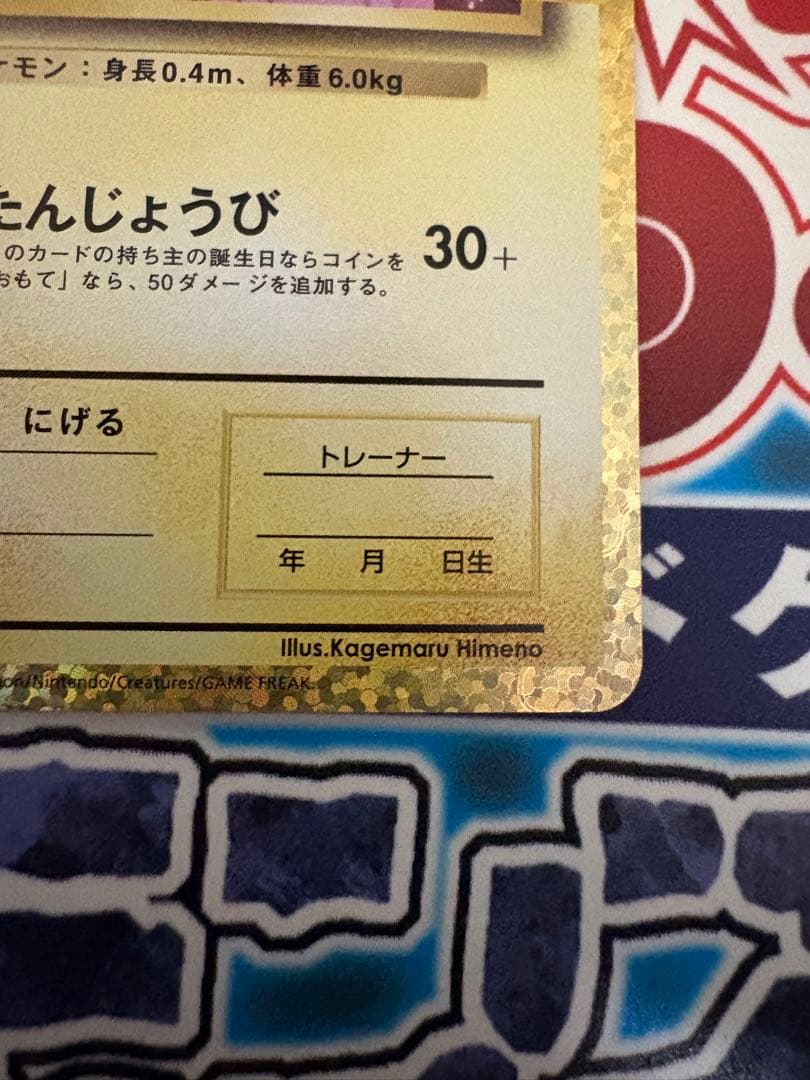 ケモン：身長0.4m、体重6.0kg
たんじょうび
のカードの持ち主の誕生日ならコインを
30+
おもて」なら、50ダメージを追加する。
にげる
トレーナー
年 月 日生
Illus.Kagemaru Himeno
on/Nintendo/Creatures/GAME FREAK.